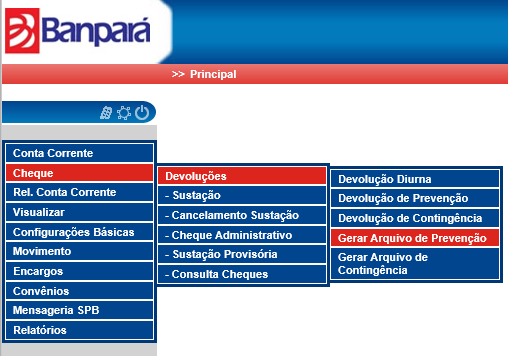 Banpará
>> Principal
Conta Corrente
Cheque
Rel. Conta Corrente
Visualizar
Configurações Básicas
Movimento
Encargos
Convênios
Mensageria SPB
Relatórios
Devoluções
- Sustação
- Cancelamento Sustação
- Cheque Administrativo
- Sustação Provisória
- Consulta Cheques
Devolução Diurna
Devolução de Prevenção
Devolução de Contingência
Gerar Arquivo de Prevenção
Gerar Arquivo de
Contingência